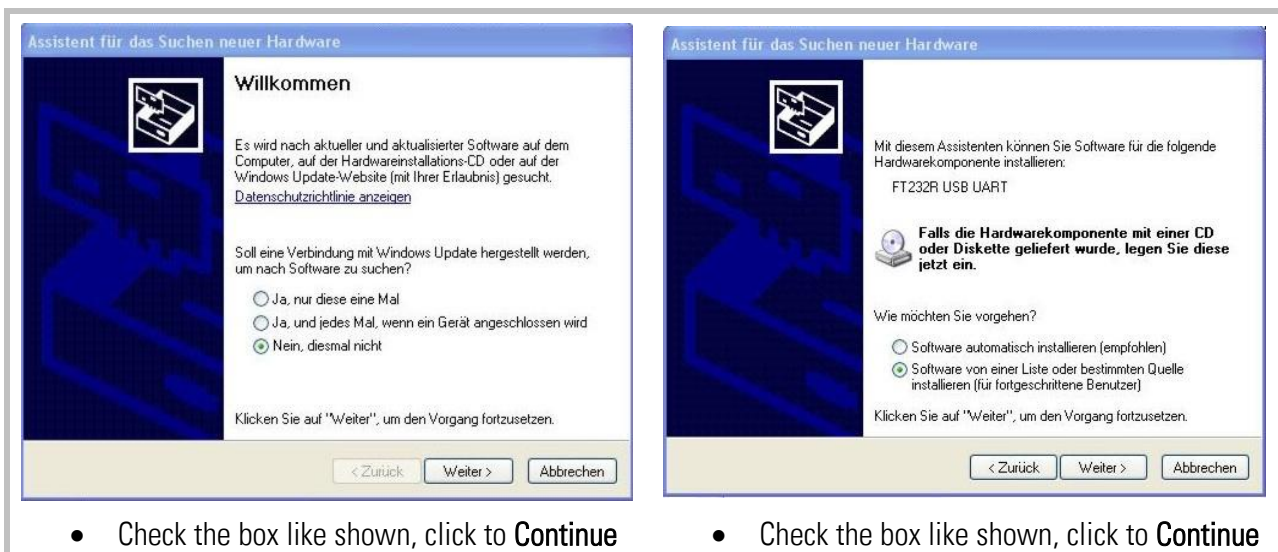 Assistent für das Suchen neuer Hardware
Willkommen
Es wird nach aktueller und aktualisierter Software auf dem
Computer, auf der Hardwareinstallations-CD oder auf der
Windows Update-Website (mit Ihrer Erlaubnis) gesucht.
Datenschutzrichtlinie anzeigen
Soll eine Verbindung mit Windows Update hergestellt werden,
um nach Software zu suchen?
Ja, nur diese eine Mal
Ja, und jedes Mal, wenn ein Gerät angeschlossen wird
Nein, diesmal nicht
Klicken Sie auf "Weiter", um den Vorgang fortzusetzen.
< Zurück Weiter > Abbrechen
• Check the box like shown, click to Continue
Assistent für das Suchen neuer Hardware
Mit diesem Assistenten können Sie Software für die folgende
Hardwarekomponente installieren:
FT232R USB UART
Falls die Hardwarekomponente mit einer CD
oder Diskette geliefert wurde, legen Sie diese
jetzt ein.
Wie möchten Sie vorgehen?
Software automatisch installieren (empfohlen)
Software von einer Liste oder bestimmten Quelle
installieren (für fortgeschrittene Benutzer)
Klicken Sie auf "Weiter", um den Vorgang fortzusetzen.
< Zurück Weiter > Abbrechen
• Check the box like shown, click to Continue